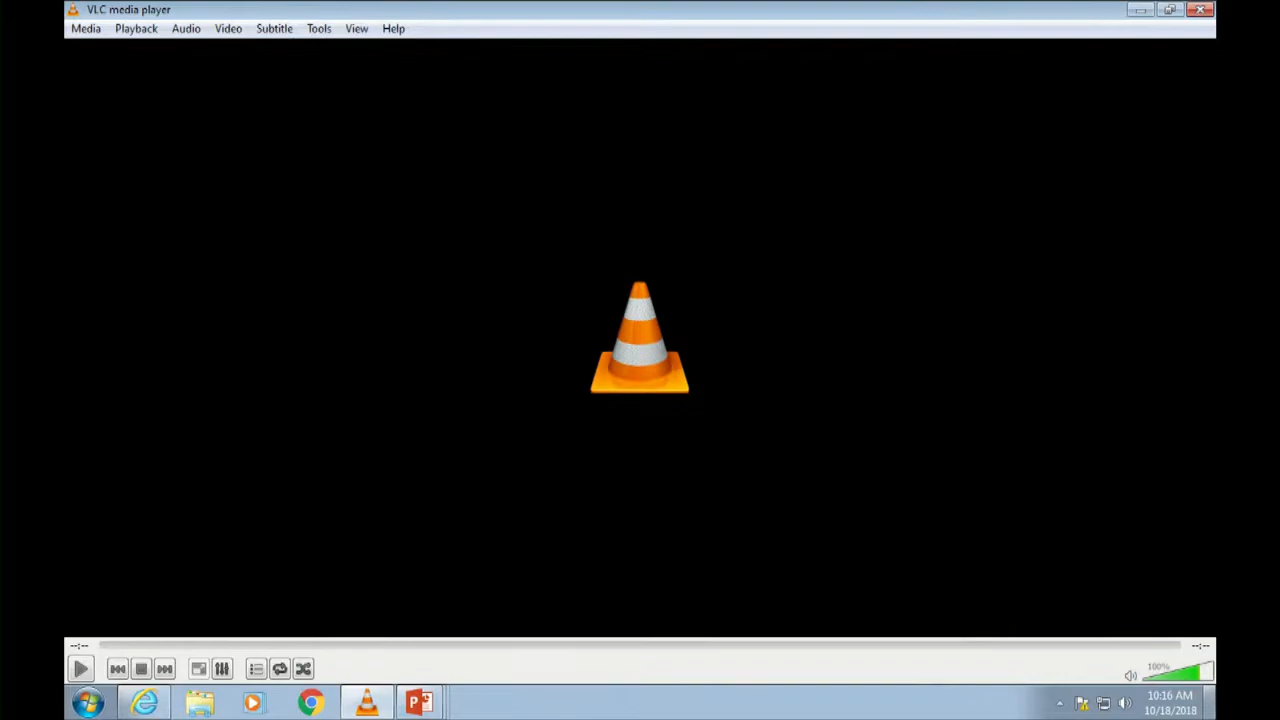 VLC media player
Media Playback Audio Video Subtitle Tools View Help
--:-- --:--
100%
10:16 AM
10/18/2018